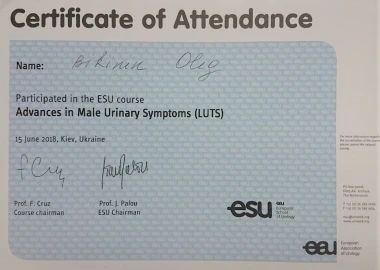 Certificate of Attendance
Name: Oleg
Participated in the ESU course
Advances in Male Urinary Symptoms (LUTS)
15 June 2018, Kiev, Ukraine
Prof. F. Cruz
Course chairman
Prof. J. Palou
ESU Chairman
esu eau
European
School
of Urology
eau European
Association
of Urology